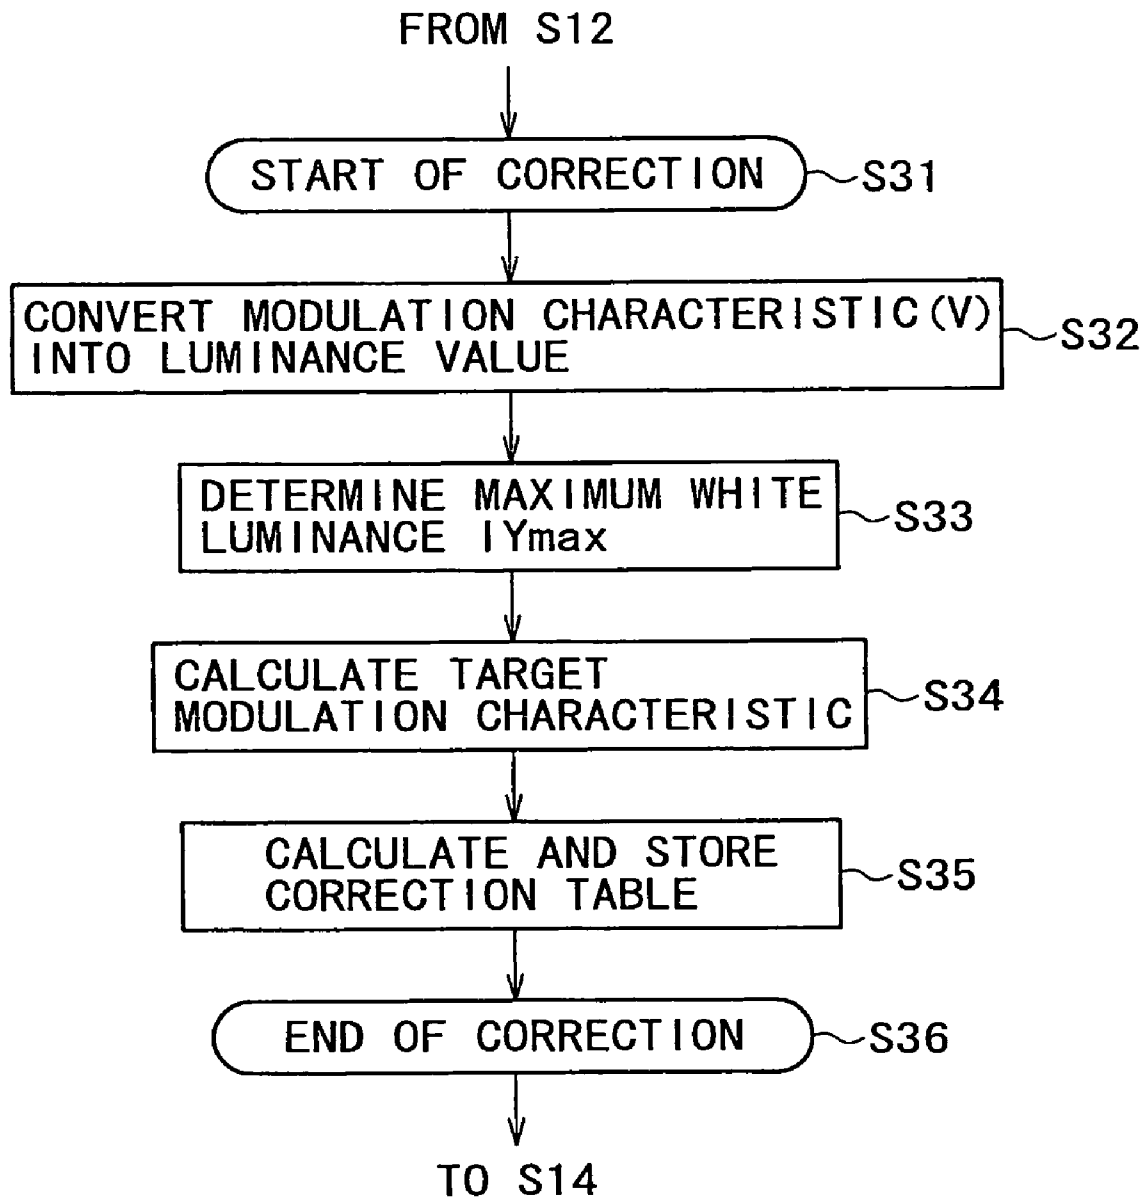 FROM S12
START OF CORRECTION
S31
CONVERT MODULATION CHARACTERISTIC(V)
INTO LUMINANCE VALUE
S32
DETERMINE MAXIMUM WHITE
LUMINANCE IYmax
S33
CALCULATE TARGET
MODULATION CHARACTERISTIC
S34
CALCULATE AND STORE
CORRECTION TABLE
S35
END OF CORRECTION
S36
TO S14